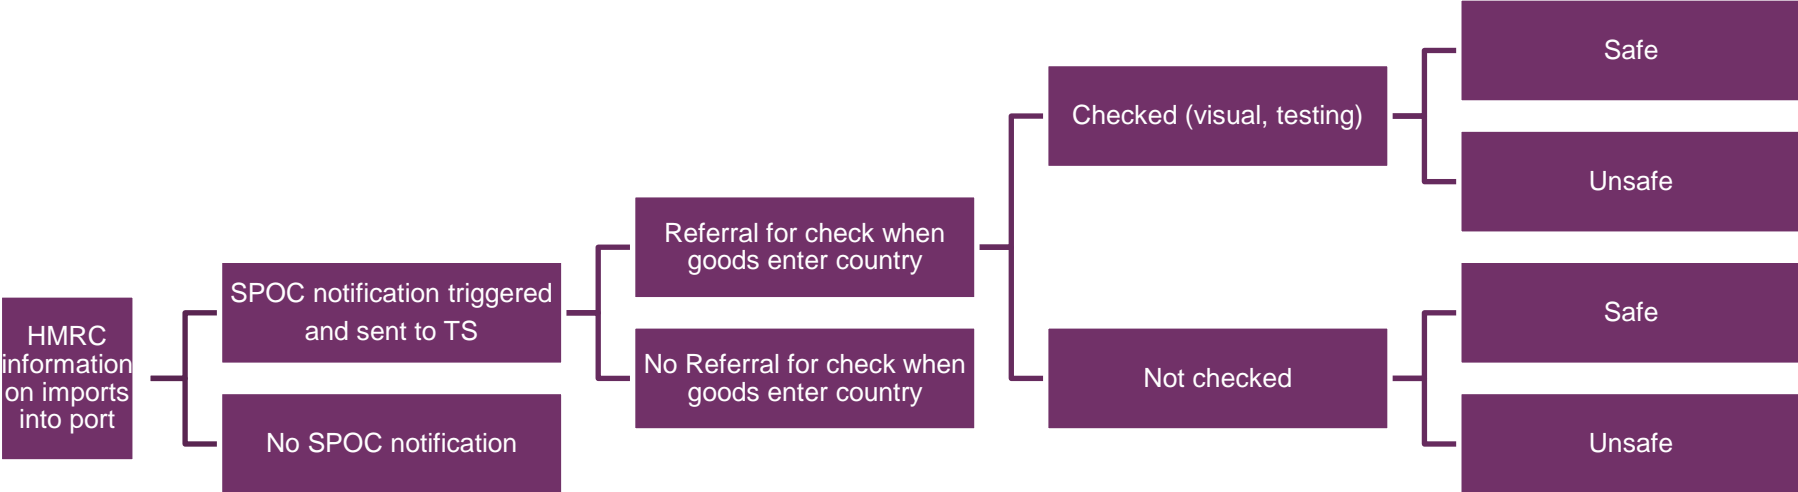 HMRC
information
on imports
into port
SPOC notification triggered
and sent to TS
No SPOC notification
Referral for check when
goods enter country
No Referral for check when
goods enter country
Checked (visual, testing)
Not checked
Safe
Unsafe
Safe
Unsafe